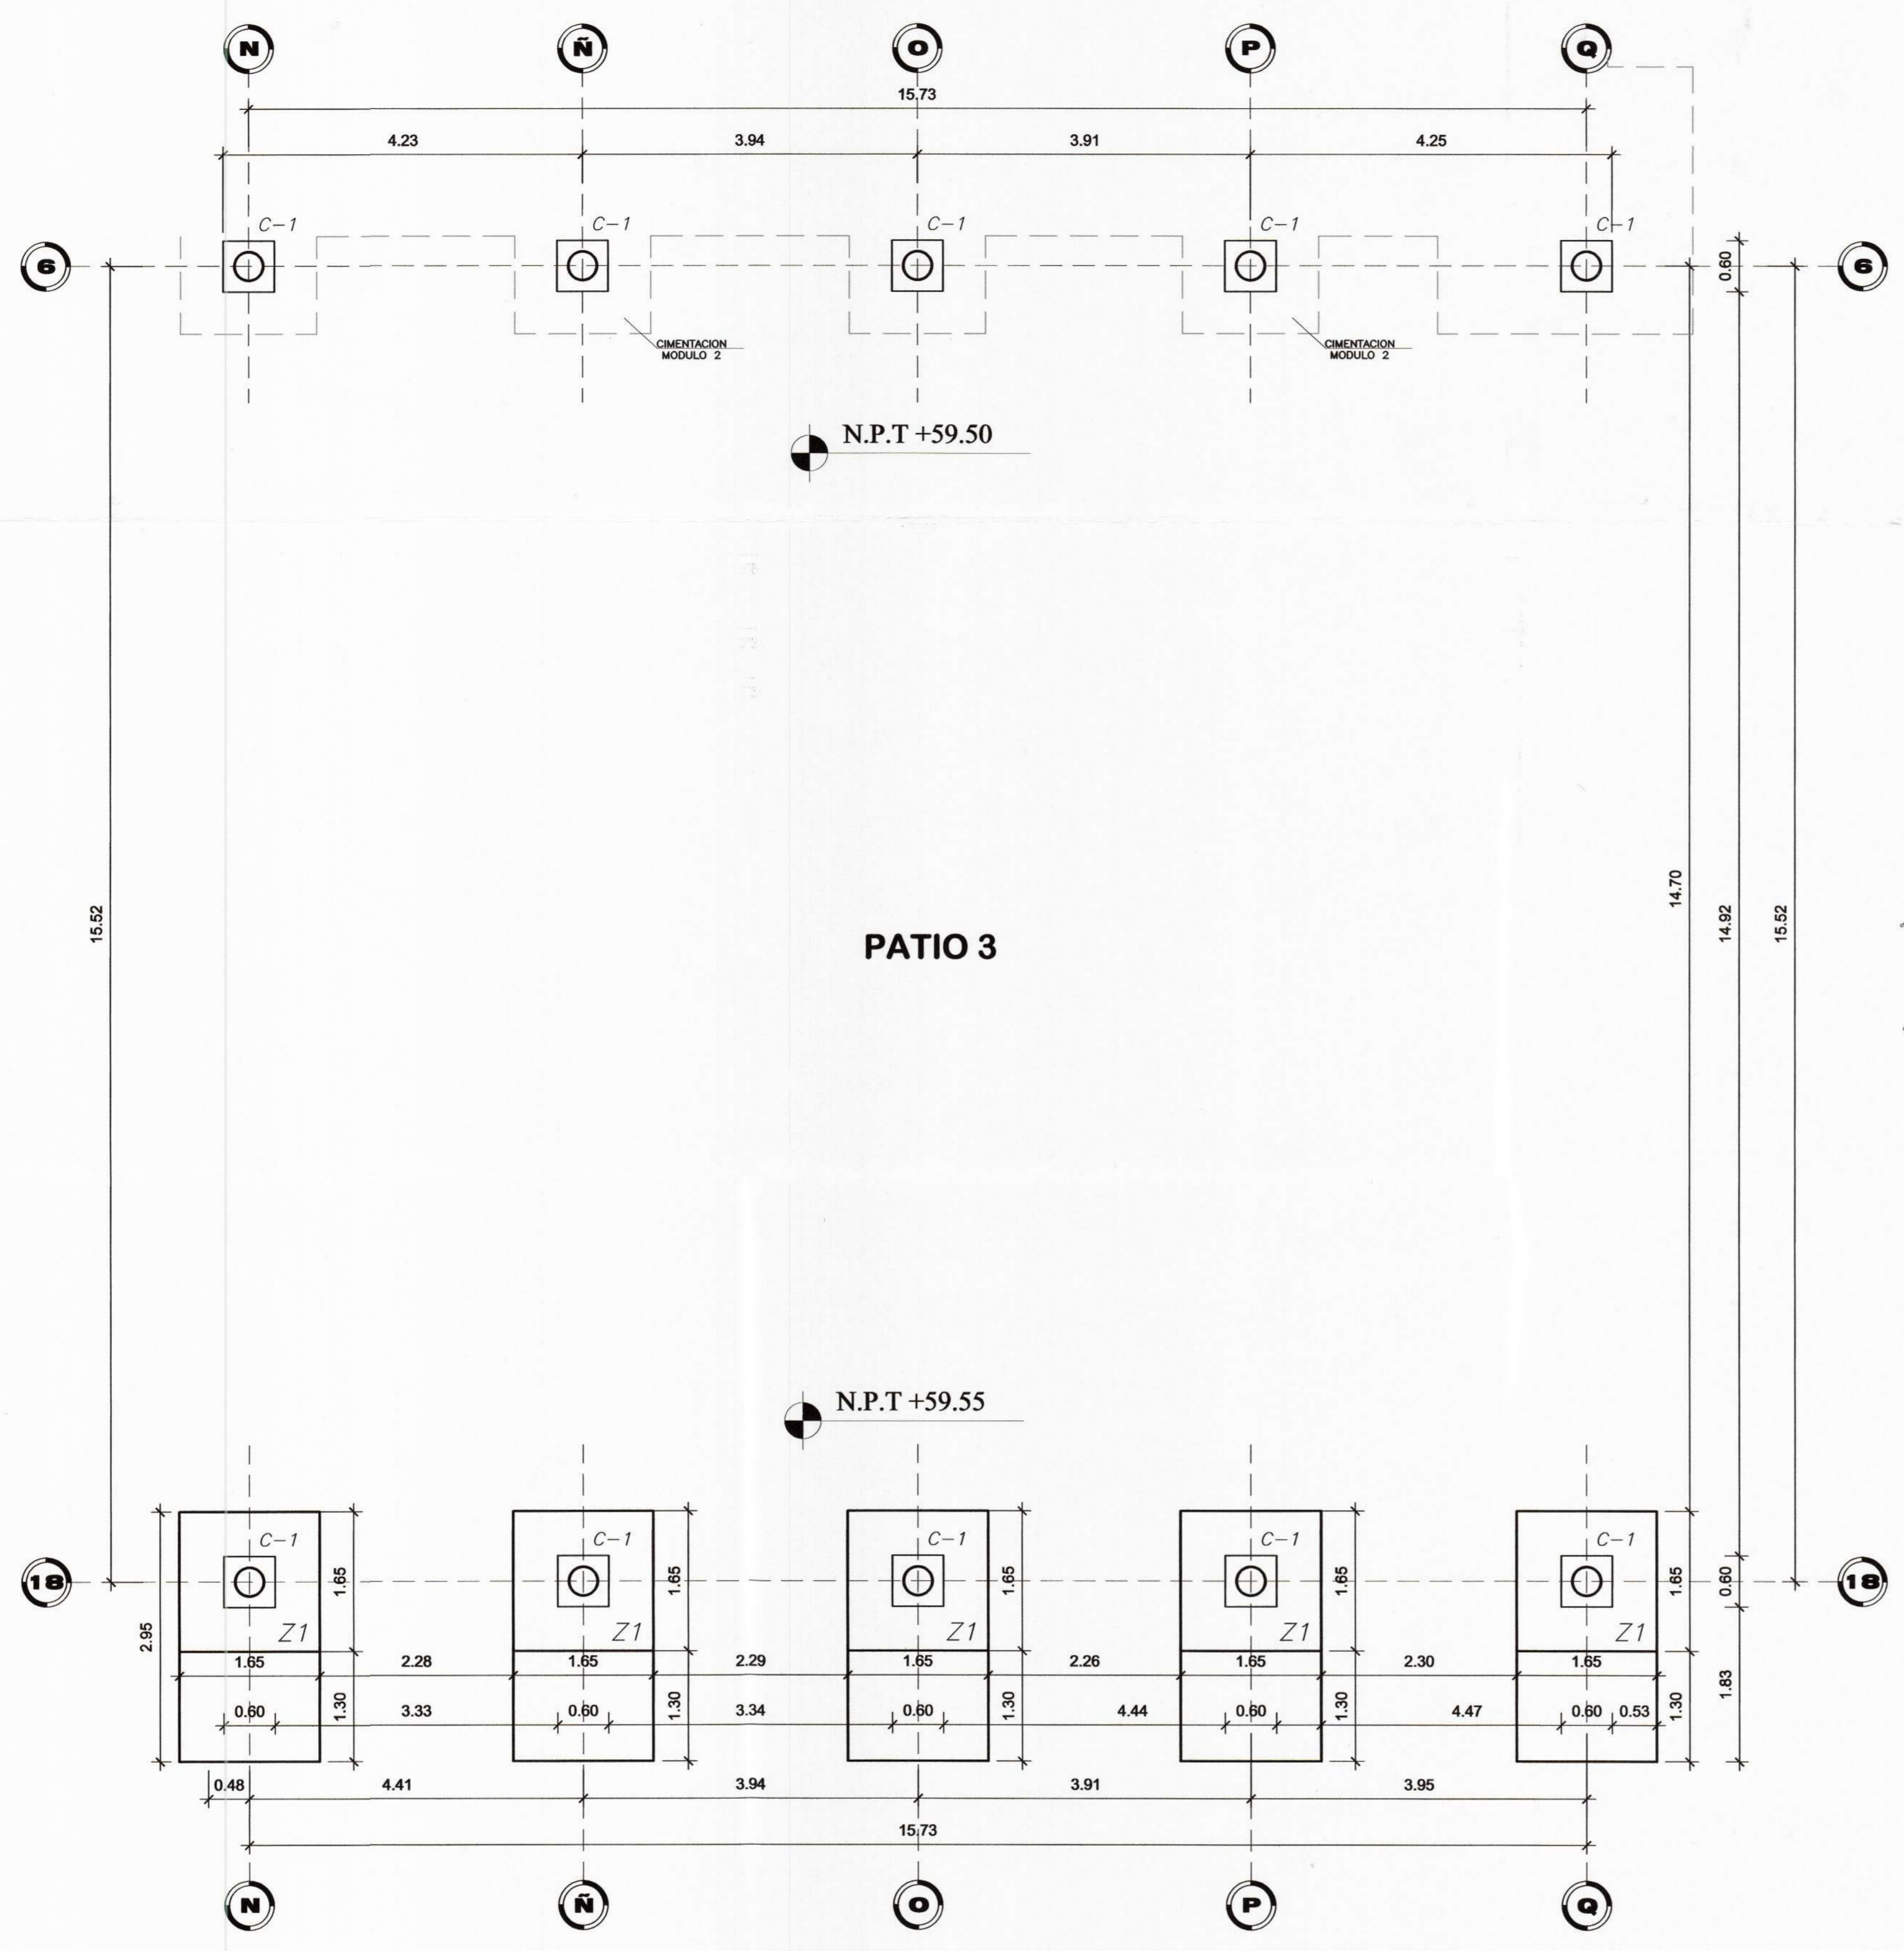 N Ñ O P Q
15.73
4.23 3.94 3.91 4.25
C-1 C-1 C-1 C-1 C-1
6 6
0.60
CIMENTACION
MODULO 2
CIMENTACION
MODULO 2
N.P.T +59.50
15.52
14.70
14.92
15.52
PATIO 3
N.P.T +59.55
C-1 C-1 C-1 C-1 C-1
18 18
1.65 1.65 1.65 1.65 1.65 0.60
2.95
Z1 Z1 Z1 Z1 Z1
1.65 2.28 1.65 2.29 1.65 2.26 1.65 2.30 1.65
1.83
1.30 1.30 1.30 1.30 1.30
0.60 3.33 0.60 3.34 0.60 4.44 0.60 4.47 0.60 0.53
0.48 4.41 3.94 3.91 3.95
15.73
N Ñ O P Q